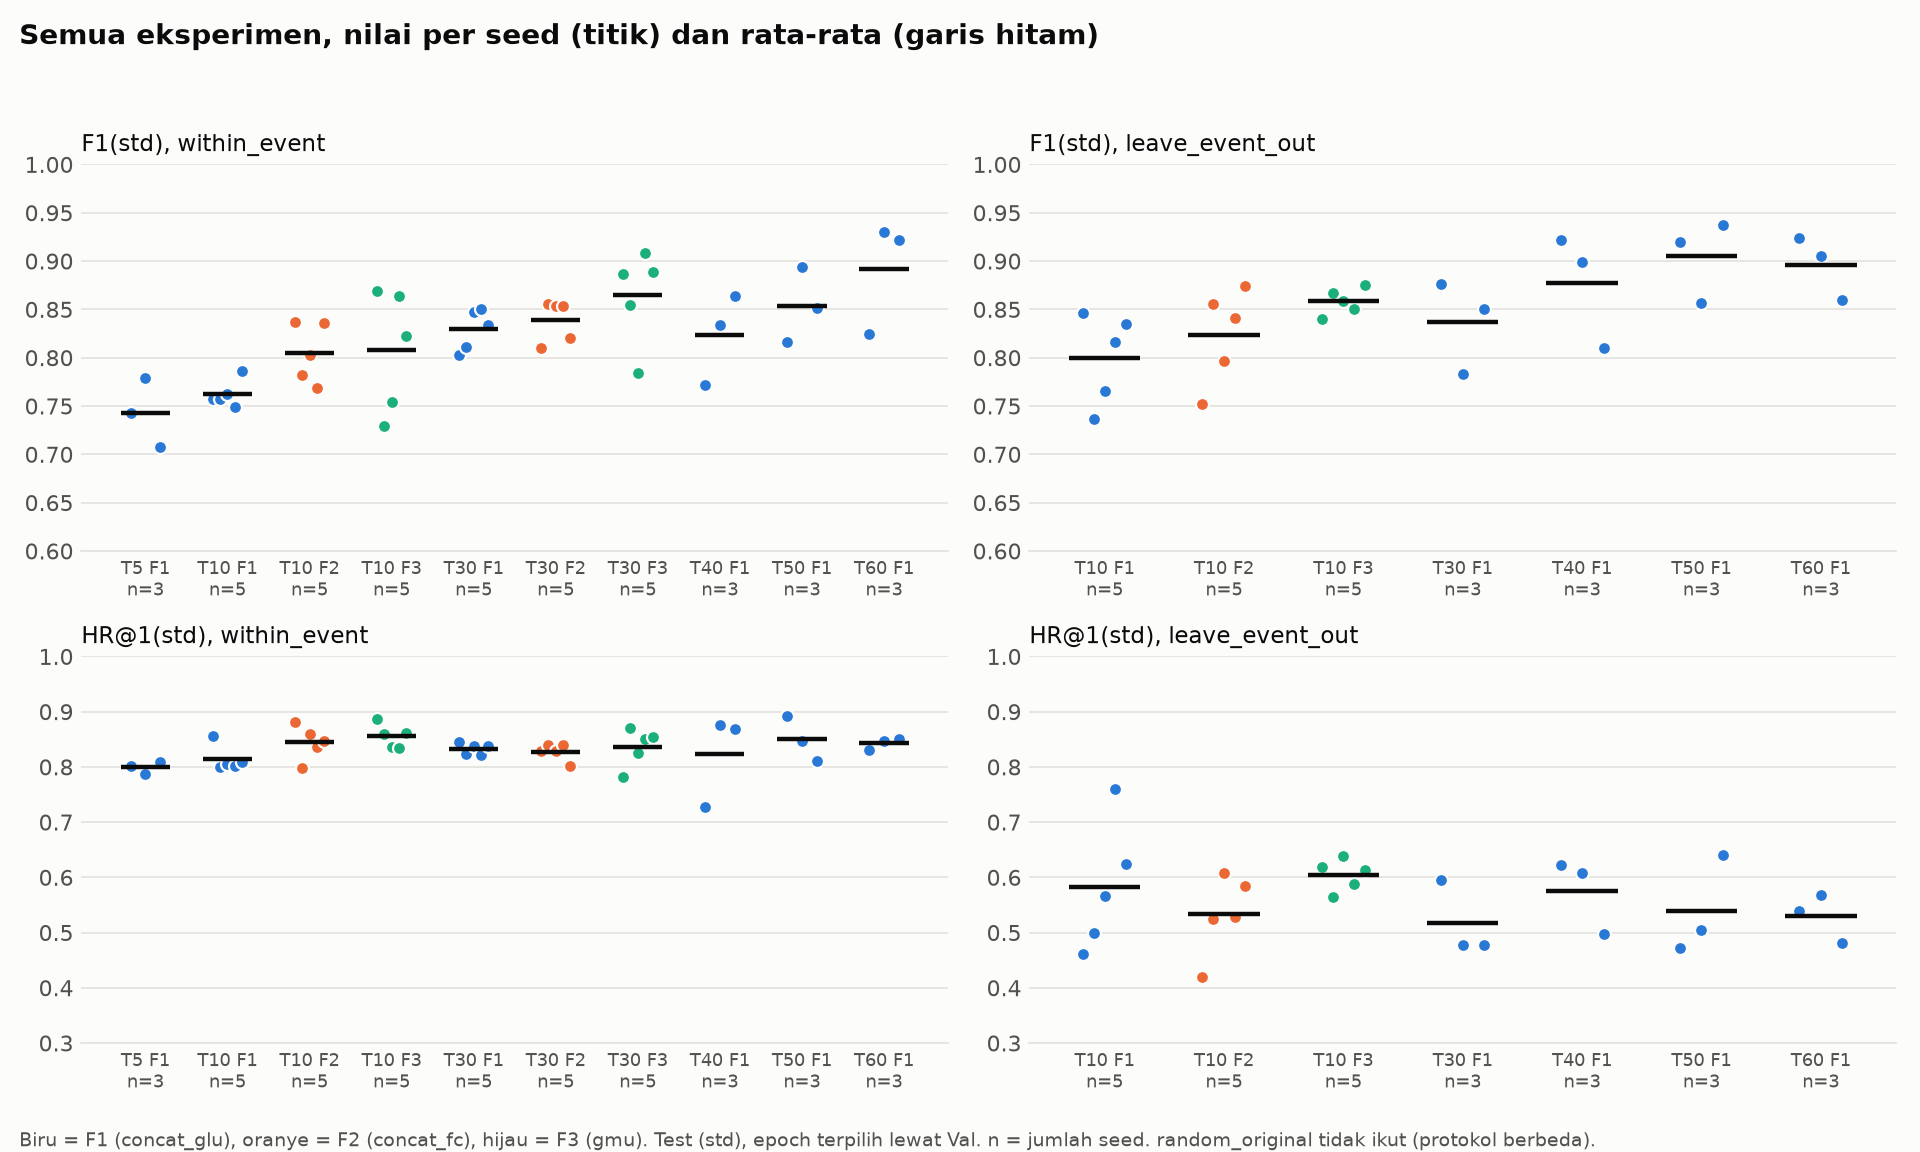 Semua eksperimen, nilai per seed (titik) dan rata-rata (garis hitam)
F1(std), within_event
1.00
0.95
0.90
0.85
0.80
0.75
0.70
0.65
0.60
T5 F1 T10 F1 T10 F2 T10 F3 T30 F1 T30 F2 T30 F3 T40 F1 T50 F1 T60 F1
n=3 n=5 n=5 n=5 n=5 n=5 n=5 n=3 n=3 n=3
F1(std), leave_event_out
1.00
0.95
0.90
0.85
0.80
0.75
0.70
0.65
0.60
T10 F1 T10 F2 T10 F3 T30 F1 T40 F1 T50 F1 T60 F1
n=5 n=5 n=5 n=3 n=3 n=3 n=3
HR@1(std), within_event
1.0
0.9
0.8
0.7
0.6
0.5
0.4
0.3
T5 F1 T10 F1 T10 F2 T10 F3 T30 F1 T30 F2 T30 F3 T40 F1 T50 F1 T60 F1
n=3 n=5 n=5 n=5 n=5 n=5 n=5 n=3 n=3 n=3
HR@1(std), leave_event_out
1.0
0.9
0.8
0.7
0.6
0.5
0.4
0.3
T10 F1 T10 F2 T10 F3 T30 F1 T40 F1 T50 F1 T60 F1
n=5 n=5 n=5 n=3 n=3 n=3 n=3
Biru = F1 (concat_glu), oranye = F2 (concat_fc), hijau = F3 (gmu). Test (std), epoch terpilih lewat Val. n = jumlah seed. random_original tidak ikut (protokol berbeda).